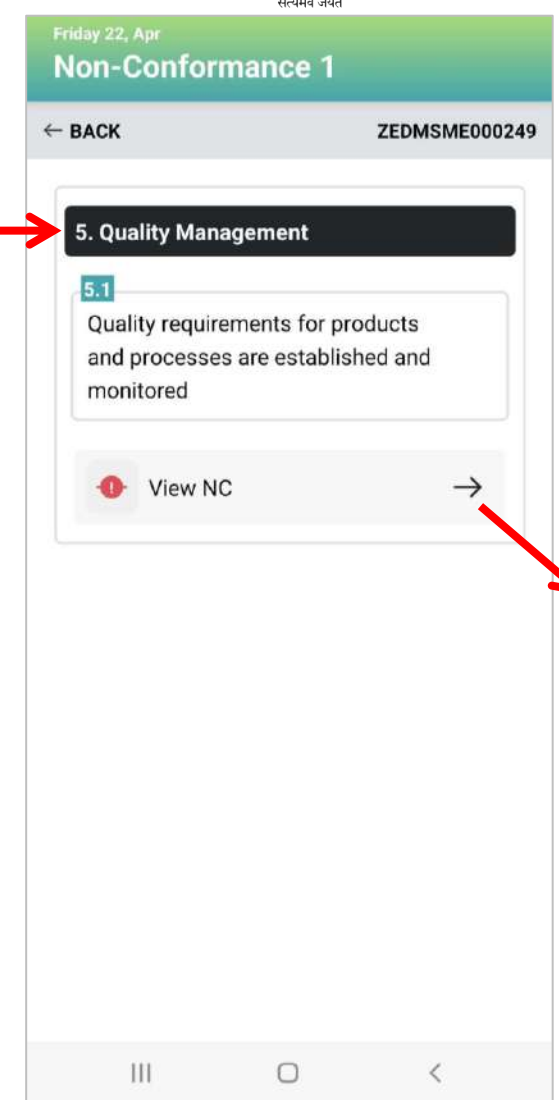 सत्यमेव जयते
Friday 22, Apr
Non-Conformance 1
← BACK ZEDMSME000249
5. Quality Management
5.1
Quality requirements for products
and processes are established and
monitored
View NC →